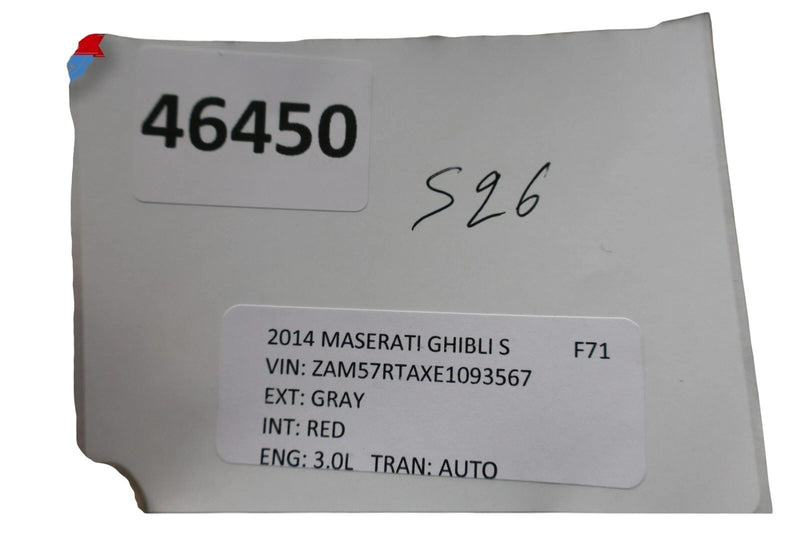 46450
S26
2014 MASERATI GHIBLI S F71
VIN: ZAM57RTAXE1093567
EXT: GRAY
INT: RED
ENG: 3.0L TRAN: AUTO